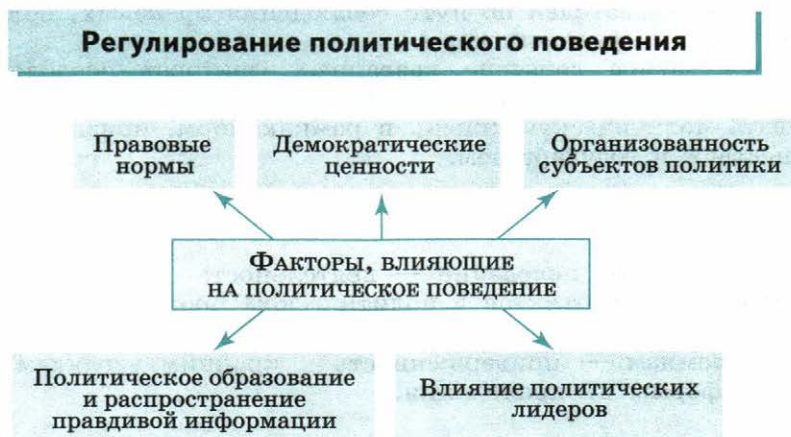 Регулирование политического поведения
Правовые
нормы
Демократические
ценности
Организованность
субъектов политики
ФАКТОРЫ, ВЛИЯЮЩИЕ
НА ПОЛИТИЧЕСКОЕ ПОВЕДЕНИЕ
Политическое образование
и распространение
правдивой информации
Влияние политических
лидеров